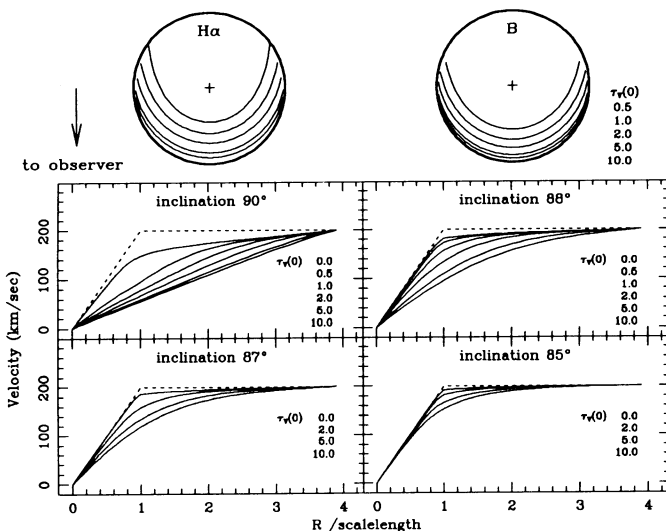 Hα
B
+
+
τV(0)
0.5
1.0
2.0
5.0
10.0
to observer
inclination 90°
inclination 88°
200
100
0
τV(0) 0.0
0.5
1.0
2.0
5.0
10.0
τV(0) 0.0
0.5
1.0
2.0
5.0
10.0
Velocity (km/sec)
inclination 87°
inclination 85°
200
100
0
τV(0) 0.0
2.0
5.0
10.0
τV(0) 0.0
2.0
5.0
10.0
0 1 2 3 4
0 1 2 3 4
R /scalelength